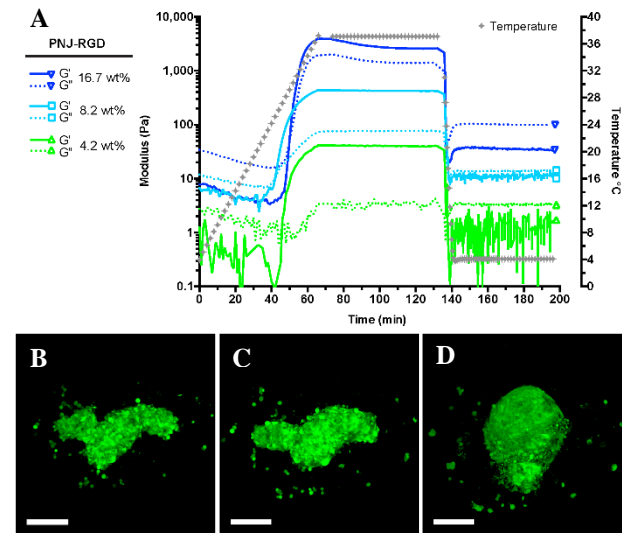 A
PNJ-RGD
G' 16.7 wt%
G"
G' 8.2 wt%
G"
G' 4.2 wt%
G"
Modulus (Pa)
10,000
1,000
100
10
1
0.1
0 20 40 60 80 100 120 140 160 180 200
Time (min)
Temperature
40
36
32
28
24
20
16
12
8
4
0
Temperature °C
B
C
D